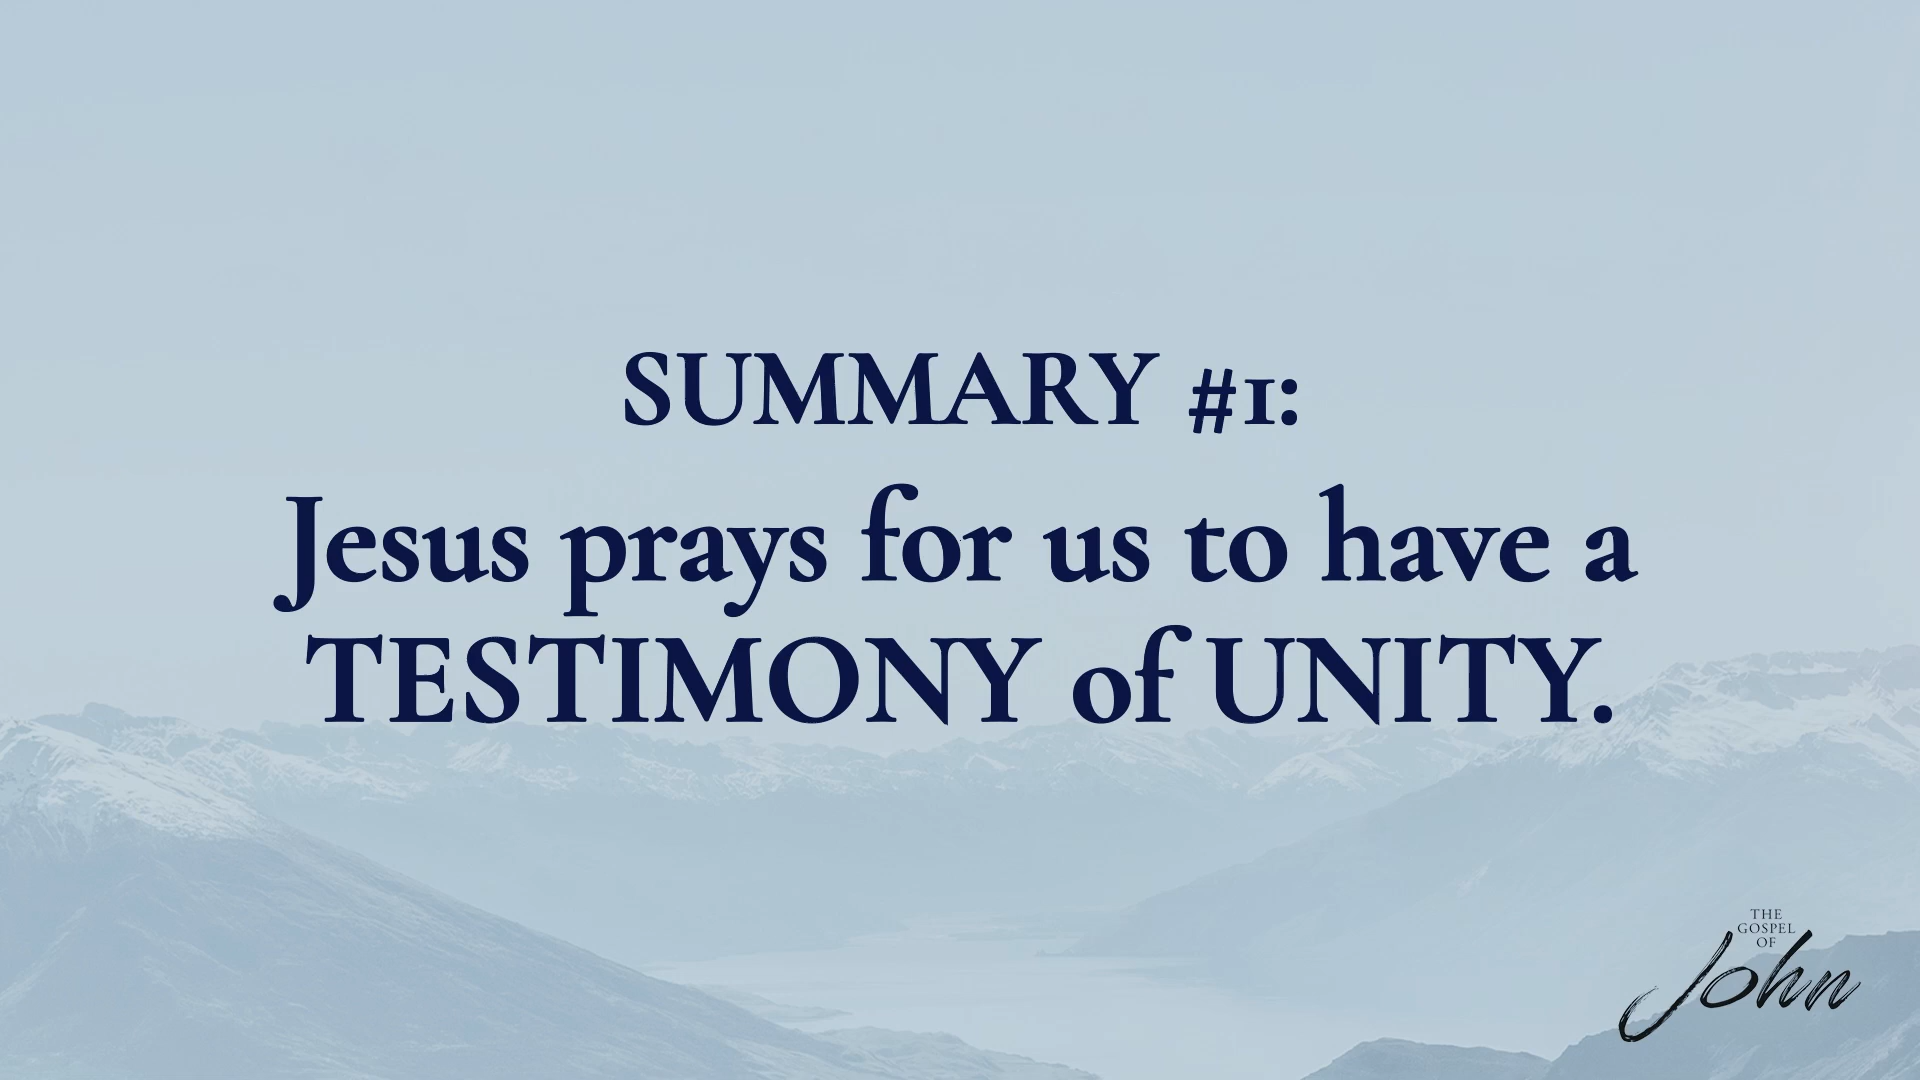 SUMMARY #1:
Jesus prays for us to have a
TESTIMONY of UNITY.
THE
GOSPEL
OF
John